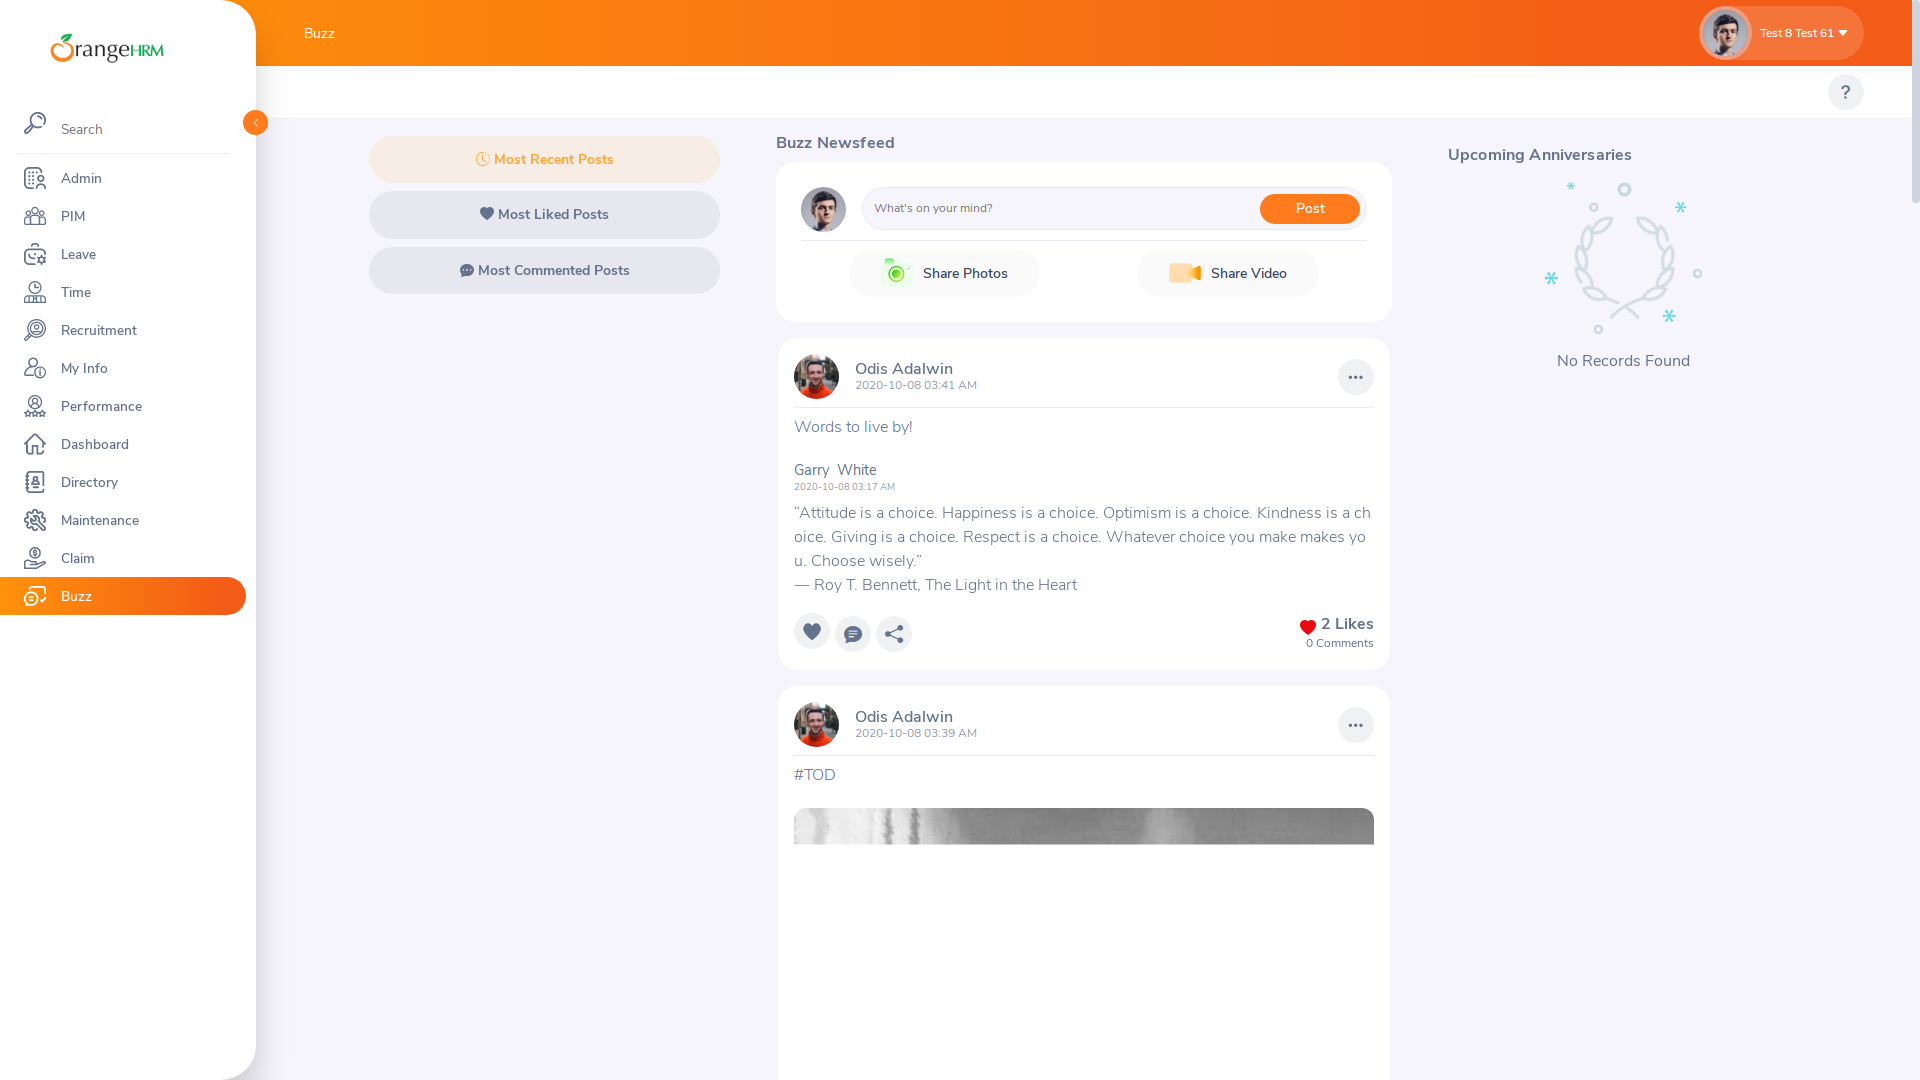 OrangeHRM
Search
Admin
PIM
Leave
Time
Recruitment
My Info
Performance
Dashboard
Directory
Maintenance
Claim
Buzz
Buzz
Test 8 Test 61
?
Most Recent Posts
Most Liked Posts
Most Commented Posts
Buzz Newsfeed
What's on your mind?
Post
Share Photos
Share Video
Odis Adalwin
2020-10-08 03:41 AM
Words to live by!
Garry  White
2020-10-08 03:17 AM
“Attitude is a choice. Happiness is a choice. Optimism is a choice. Kindness is a ch
oice. Giving is a choice. Respect is a choice. Whatever choice you make makes yo
u. Choose wisely.”
― Roy T. Bennett, The Light in the Heart
2 Likes
0 Comments
Odis Adalwin
2020-10-08 03:39 AM
#TOD
Upcoming Anniversaries
No Records Found